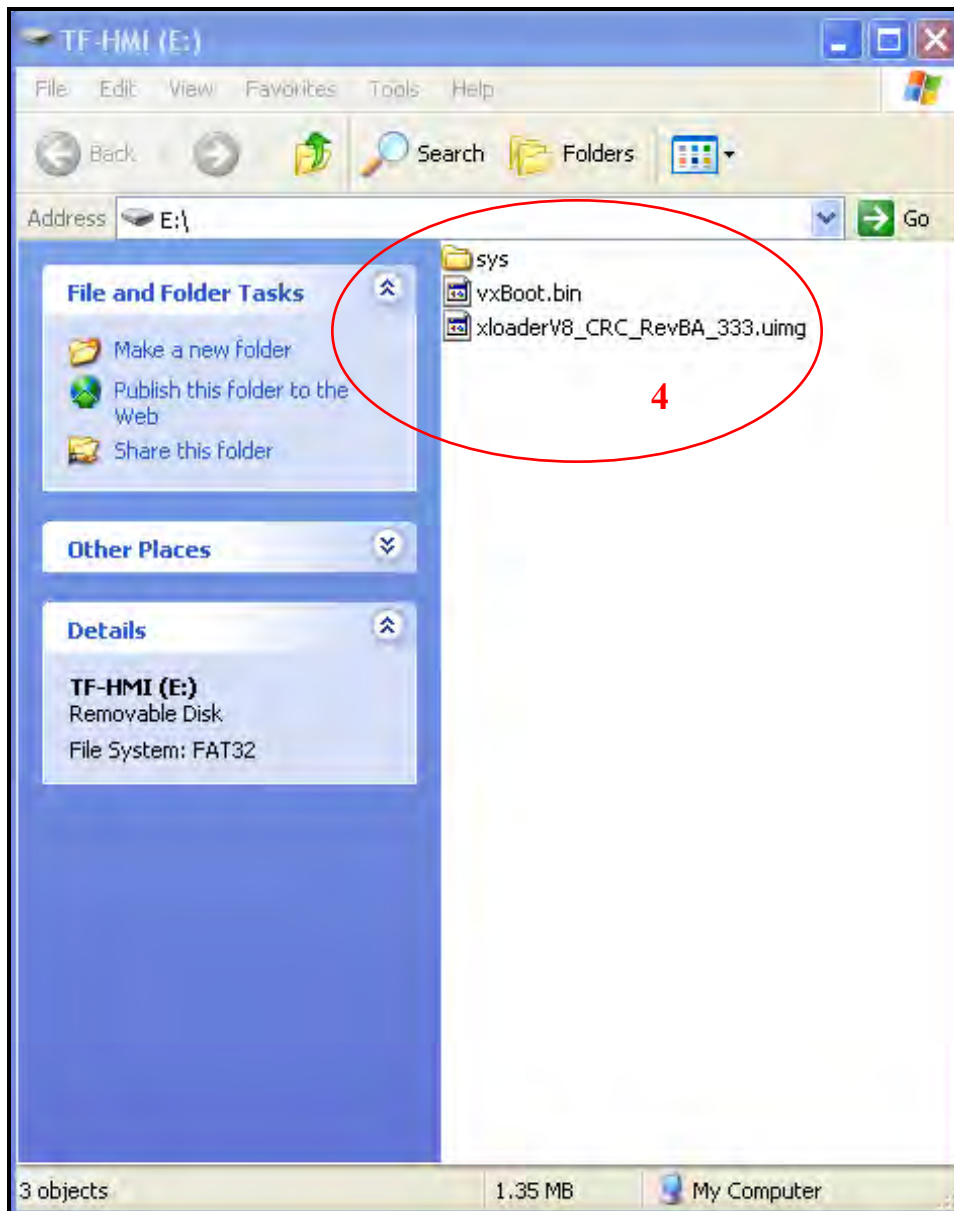 TF-HMI (E:)
File Edit View Favorites Tools Help
Back Search Folders
Address E:\ Go
File and Folder Tasks
Make a new folder
Publish this folder to the
Web
Share this folder
Other Places
Details
TF-HMI (E:)
Removable Disk
File System: FAT32
sys
vxBoot.bin
xloaderV8_CRC_RevBA_333.uimg
4
3 objects 1.35 MB My Computer